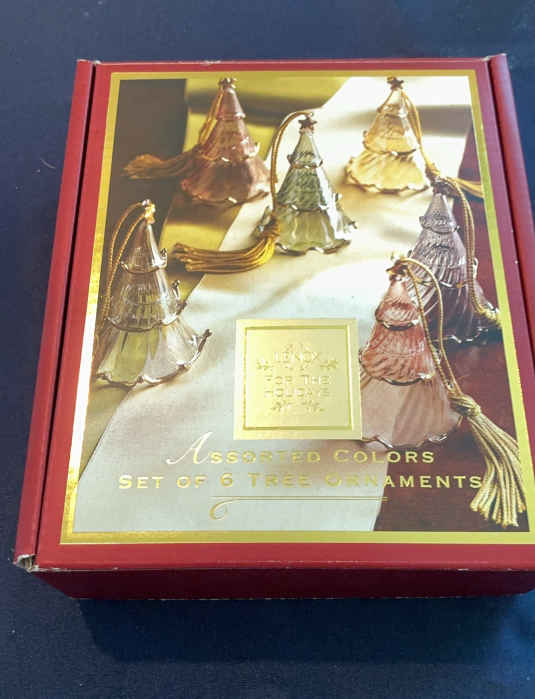 LENOX
FOR THE
HOLIDAYS
ASSORTED COLORS
SET OF 6 TREE ORNAMENTS